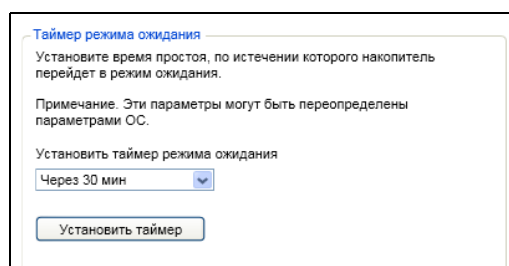 Таймер режима ожидания
Установите время простоя, по истечении которого накопитель
перейдет в режим ожидания.
Примечание. Эти параметры могут быть переопределены
параметрами ОС.
Установить таймер режима ожидания
Через 30 мин
Установить таймер